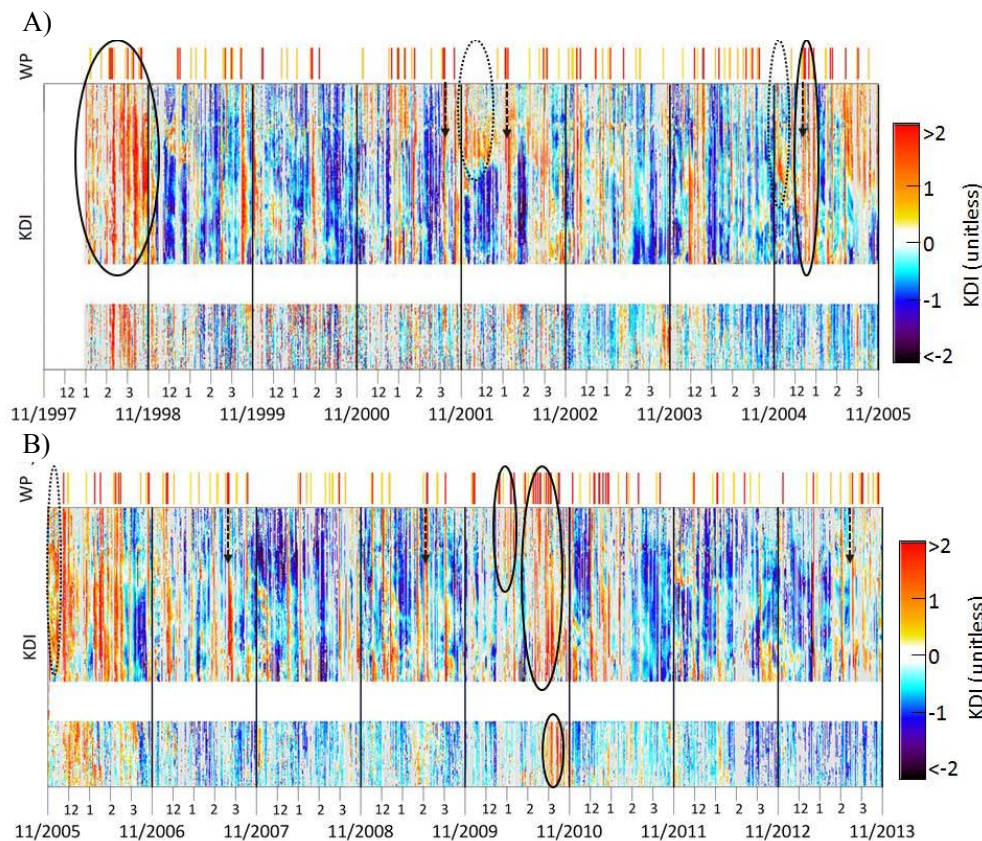 A)
WP
KDI
>2
1
0
-1
<-2
KDI (unitless)
12 1 2 3 12 1 2 3 12 1 2 3 12 1 2 3 12 1 2 3 12 1 2 3 12 1 2 3 12 1 2 3
11/1997 11/1998 11/1999 11/2000 11/2001 11/2002 11/2003 11/2004 11/2005
B)
WP
KDI
>2
1
0
-1
<-2
KDI (unitless)
12 1 2 3 12 1 2 3 12 1 2 3 12 1 2 3 12 1 2 3 12 1 2 3 12 1 2 3 12 1 2 3
11/2005 11/2006 11/2007 11/2008 11/2009 11/2010 11/2011 11/2012 11/2013